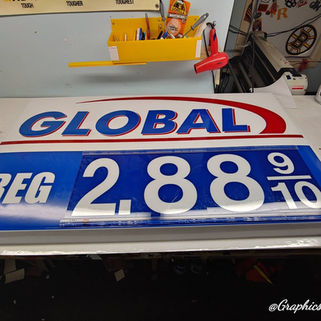 TOUGH TOUGHER TOUGHEST
GLOBAL
REG 2.88 9/10
@Graphics